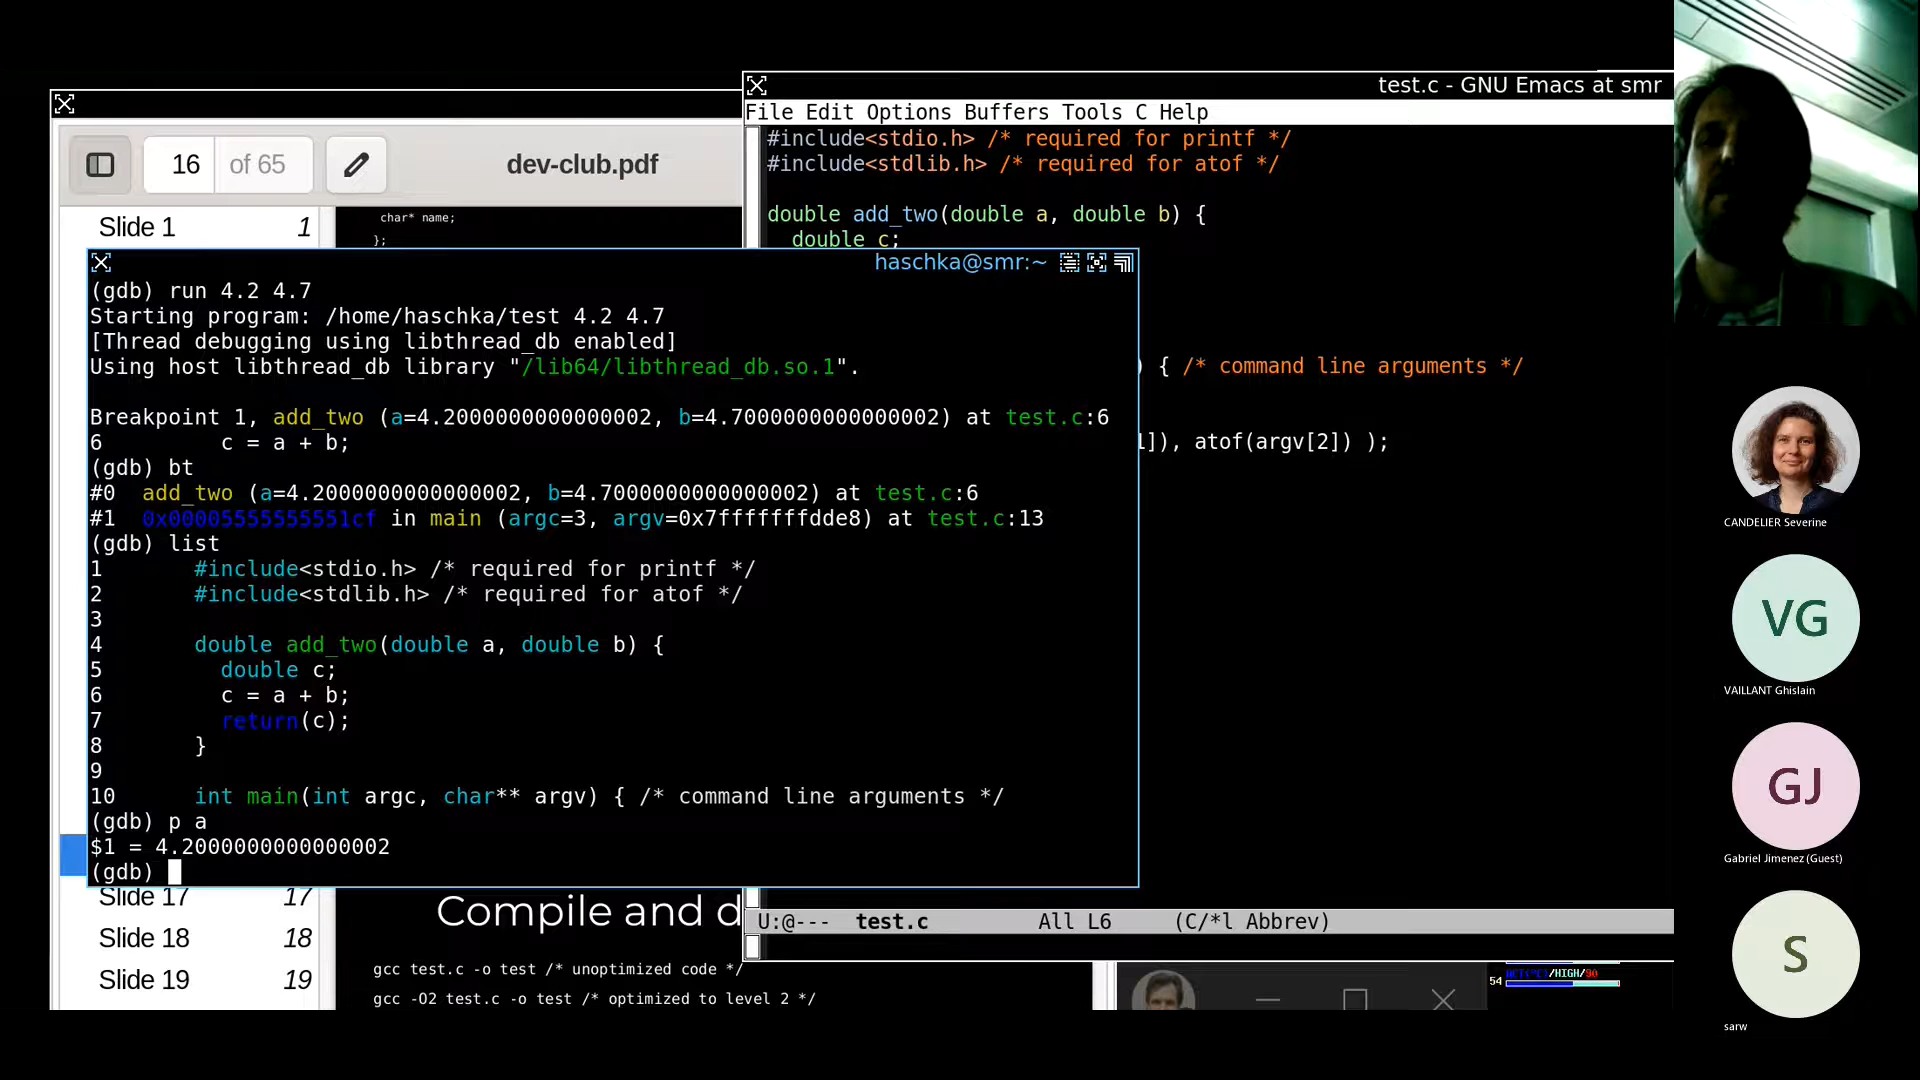 test.c - GNU Emacs at smr
File Edit Options Buffers Tools C Help
#include<stdio.h> /* required for printf */
#include<stdlib.h> /* required for atof */
double add_two(double a, double b) {
double c;
) { /* command line arguments */
]), atof(argv[2]) );
U:@--- test.c All L6 (C/*l Abbrev)
16 of 65
dev-club.pdf
Slide 1 1
char* name;
};
haschka@smr:~
(gdb) run 4.2 4.7
Starting program: /home/haschka/test 4.2 4.7
[Thread debugging using libthread_db enabled]
Using host libthread_db library "/lib64/libthread_db.so.1".
Breakpoint 1, add_two (a=4.2000000000000002, b=4.7000000000000002) at test.c:6
6 c = a + b;
(gdb) bt
#0 add_two (a=4.2000000000000002, b=4.7000000000000002) at test.c:6
#1 0x00005555555551cf in main (argc=3, argv=0x7fffffffdde8) at test.c:13
(gdb) list
1 #include<stdio.h> /* required for printf */
2 #include<stdlib.h> /* required for atof */
3
4 double add_two(double a, double b) {
5 double c;
6 c = a + b;
7 return(c);
8 }
9
10 int main(int argc, char** argv) { /* command line arguments */
(gdb) p a
$1 = 4.2000000000000002
(gdb)
Slide 17 17
Slide 18 18
Slide 19 19
Compile and d
gcc test.c -o test /* unoptimized code */
gcc -O2 test.c -o test /* optimized to level 2 */
54
/HIGH/90
CANDELIER Severine
VG
VAILLANT Ghislain
GJ
Gabriel Jimenez (Guest)
S
sarw